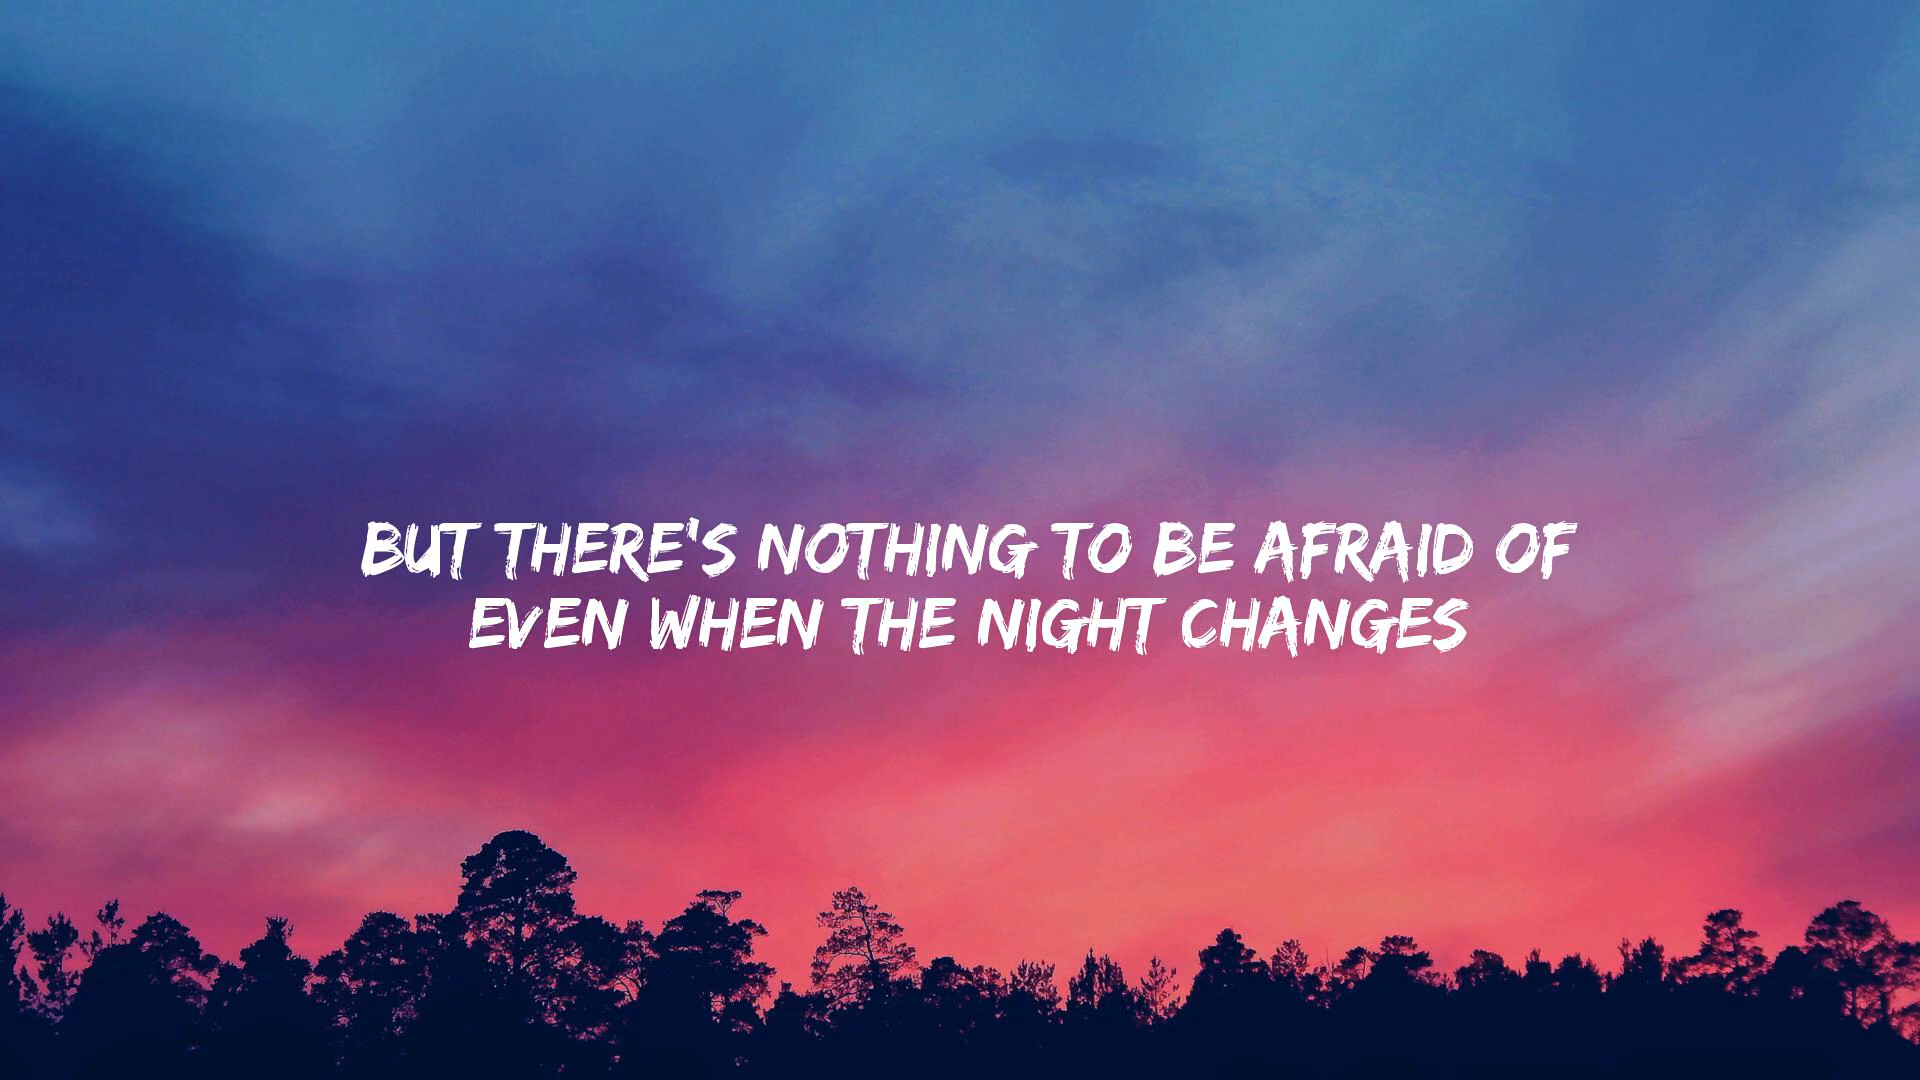 BUT THERE'S NOTHING TO BE AFRAID OF
EVEN WHEN THE NIGHT CHANGES